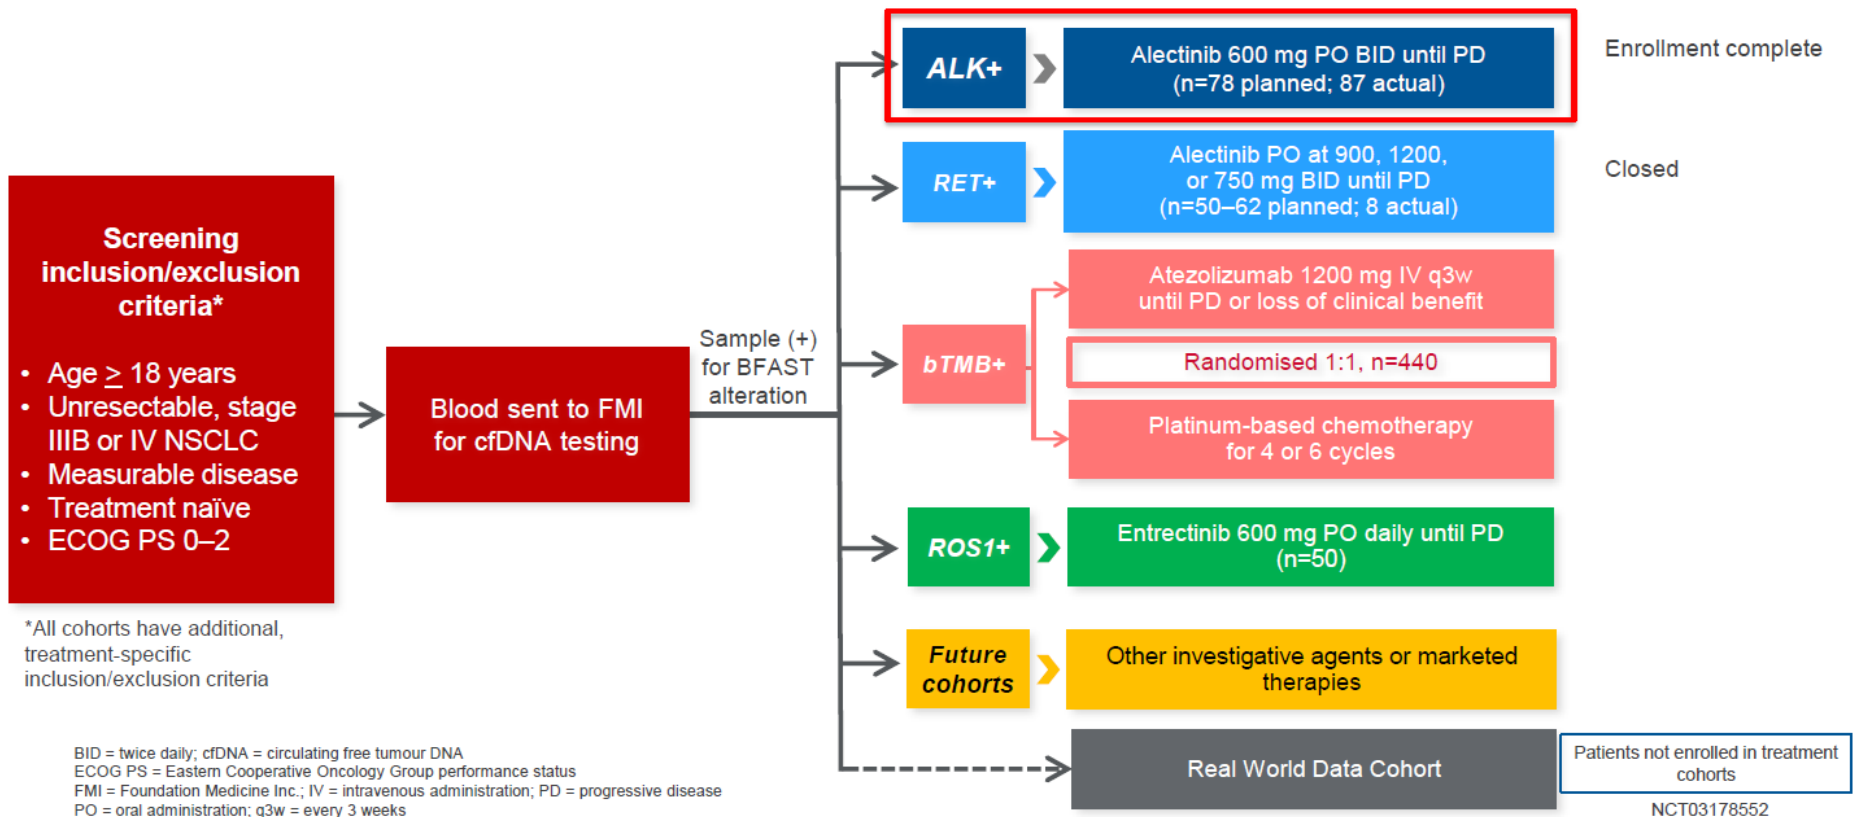 Screening
inclusion/exclusion
criteria*
• Age ≥ 18 years
• Unresectable, stage
IIIB or IV NSCLC
• Measurable disease
• Treatment naïve
• ECOG PS 0–2
*All cohorts have additional,
treatment-specific
inclusion/exclusion criteria
Blood sent to FMI
for cfDNA testing
Sample (+)
for BFAST
alteration
ALK+
Alectinib 600 mg PO BID until PD
(n=78 planned; 87 actual)
Enrollment complete
RET+
Alectinib PO at 900, 1200,
or 750 mg BID until PD
(n=50–62 planned; 8 actual)
Closed
bTMB+
Atezolizumab 1200 mg IV q3w
until PD or loss of clinical benefit
Randomised 1:1, n=440
Platinum-based chemotherapy
for 4 or 6 cycles
ROS1+
Entrectinib 600 mg PO daily until PD
(n=50)
Future
cohorts
Other investigative agents or marketed
therapies
Real World Data Cohort
Patients not enrolled in treatment
cohorts
BID = twice daily; cfDNA = circulating free tumour DNA
ECOG PS = Eastern Cooperative Oncology Group performance status
FMI = Foundation Medicine Inc.; IV = intravenous administration; PD = progressive disease
PO = oral administration; q3w = every 3 weeks
NCT03178552